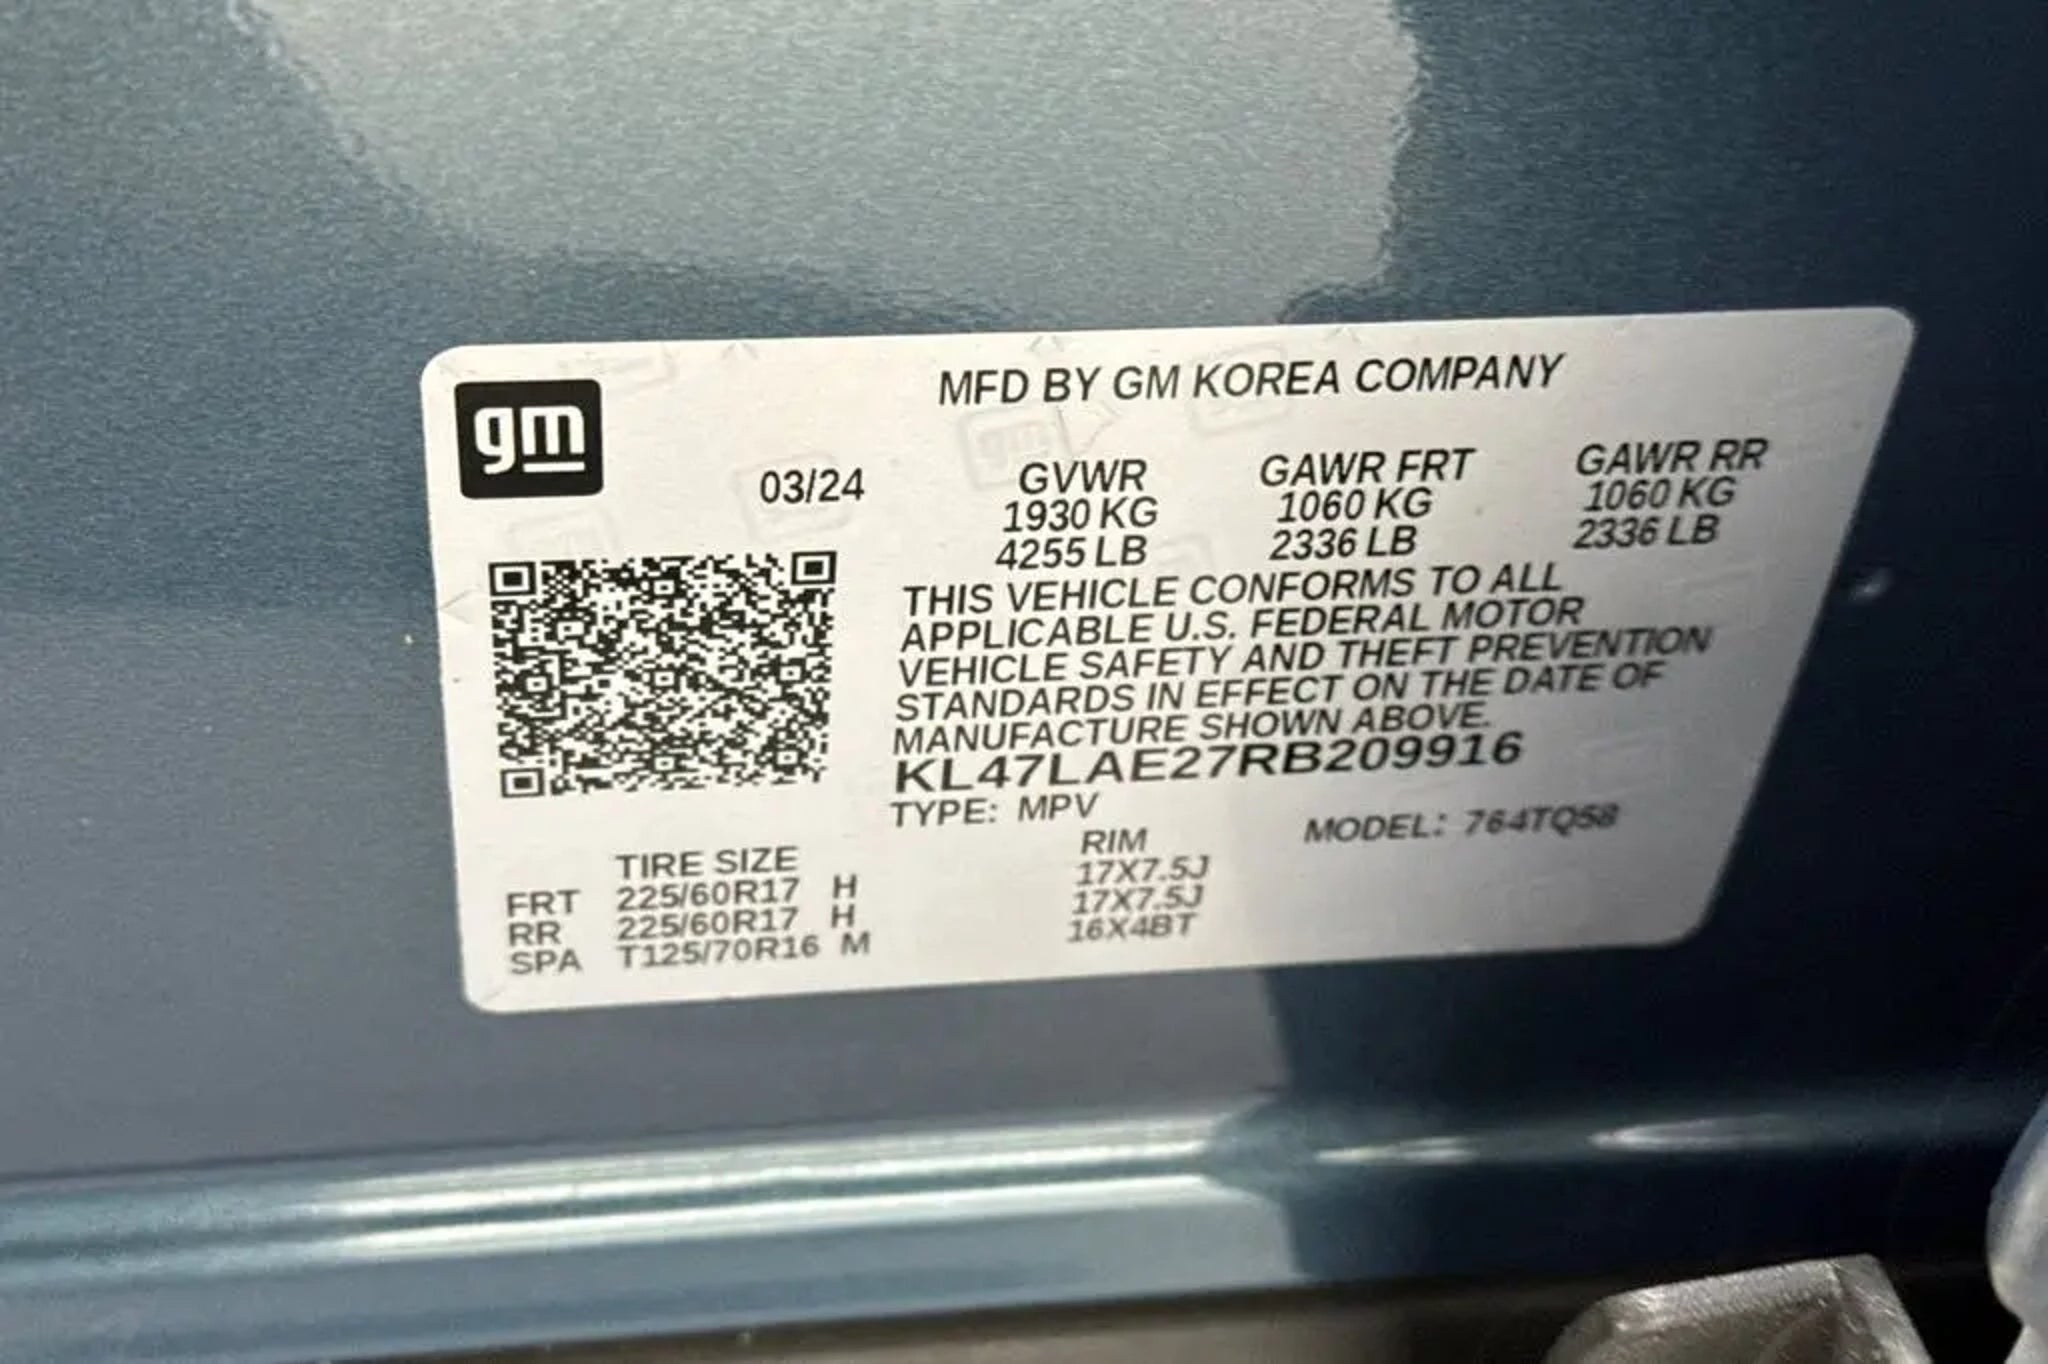 gm
MFD BY GM KOREA COMPANY
03/24 GVWR GAWR FRT GAWR RR
1930 KG 1060 KG 1060 KG
4255 LB 2336 LB 2336 LB
THIS VEHICLE CONFORMS TO ALL
APPLICABLE U.S. FEDERAL MOTOR
VEHICLE SAFETY AND THEFT PREVENTION
STANDARDS IN EFFECT ON THE DATE OF
MANUFACTURE SHOWN ABOVE.
KL47LAE27RB209916
TYPE: MPV MODEL: 764TQ58
TIRE SIZE RIM
FRT 225/60R17 H 17X7.5J
RR 225/60R17 H 17X7.5J
SPA T125/70R16 M 16X4BT